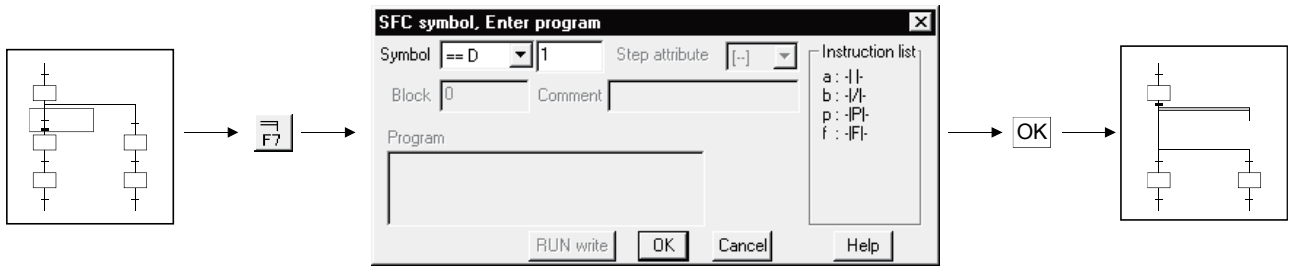 F7
SFC symbol, Enter program
Symbol == D 1 Step attribute [--]
Block 0 Comment
Program
Instruction list
a : -| |-
b : -|/|-
p : -|P|-
f : -|F|-
RUN write OK Cancel Help
OK